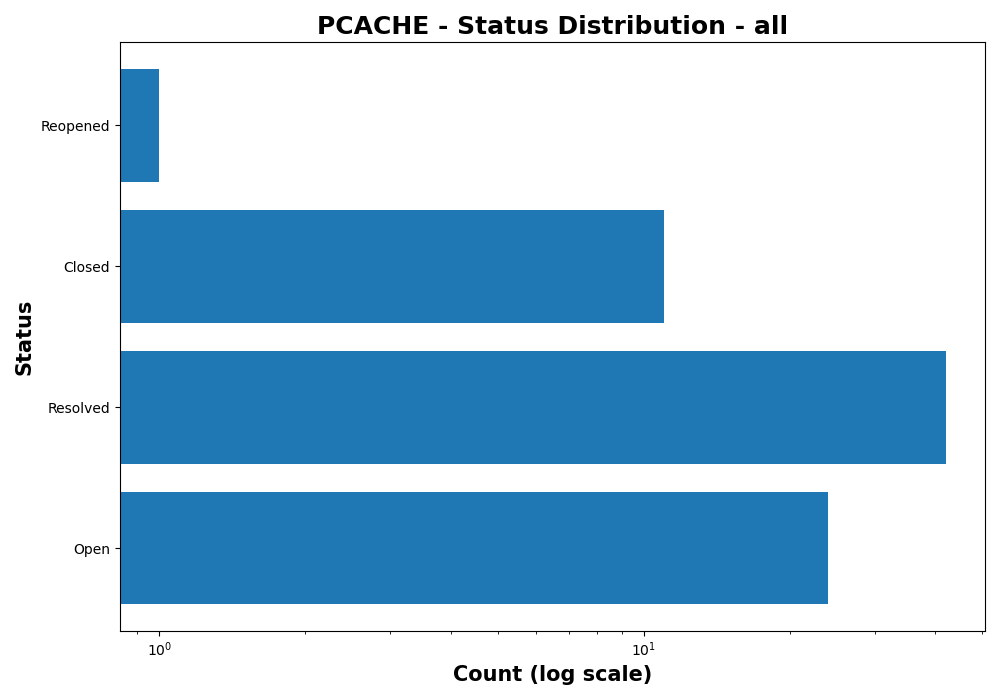 PCACHE - Status Distribution - all
Reopened
Closed
Resolved
Open
Status
10⁰ 10¹
Count (log scale)